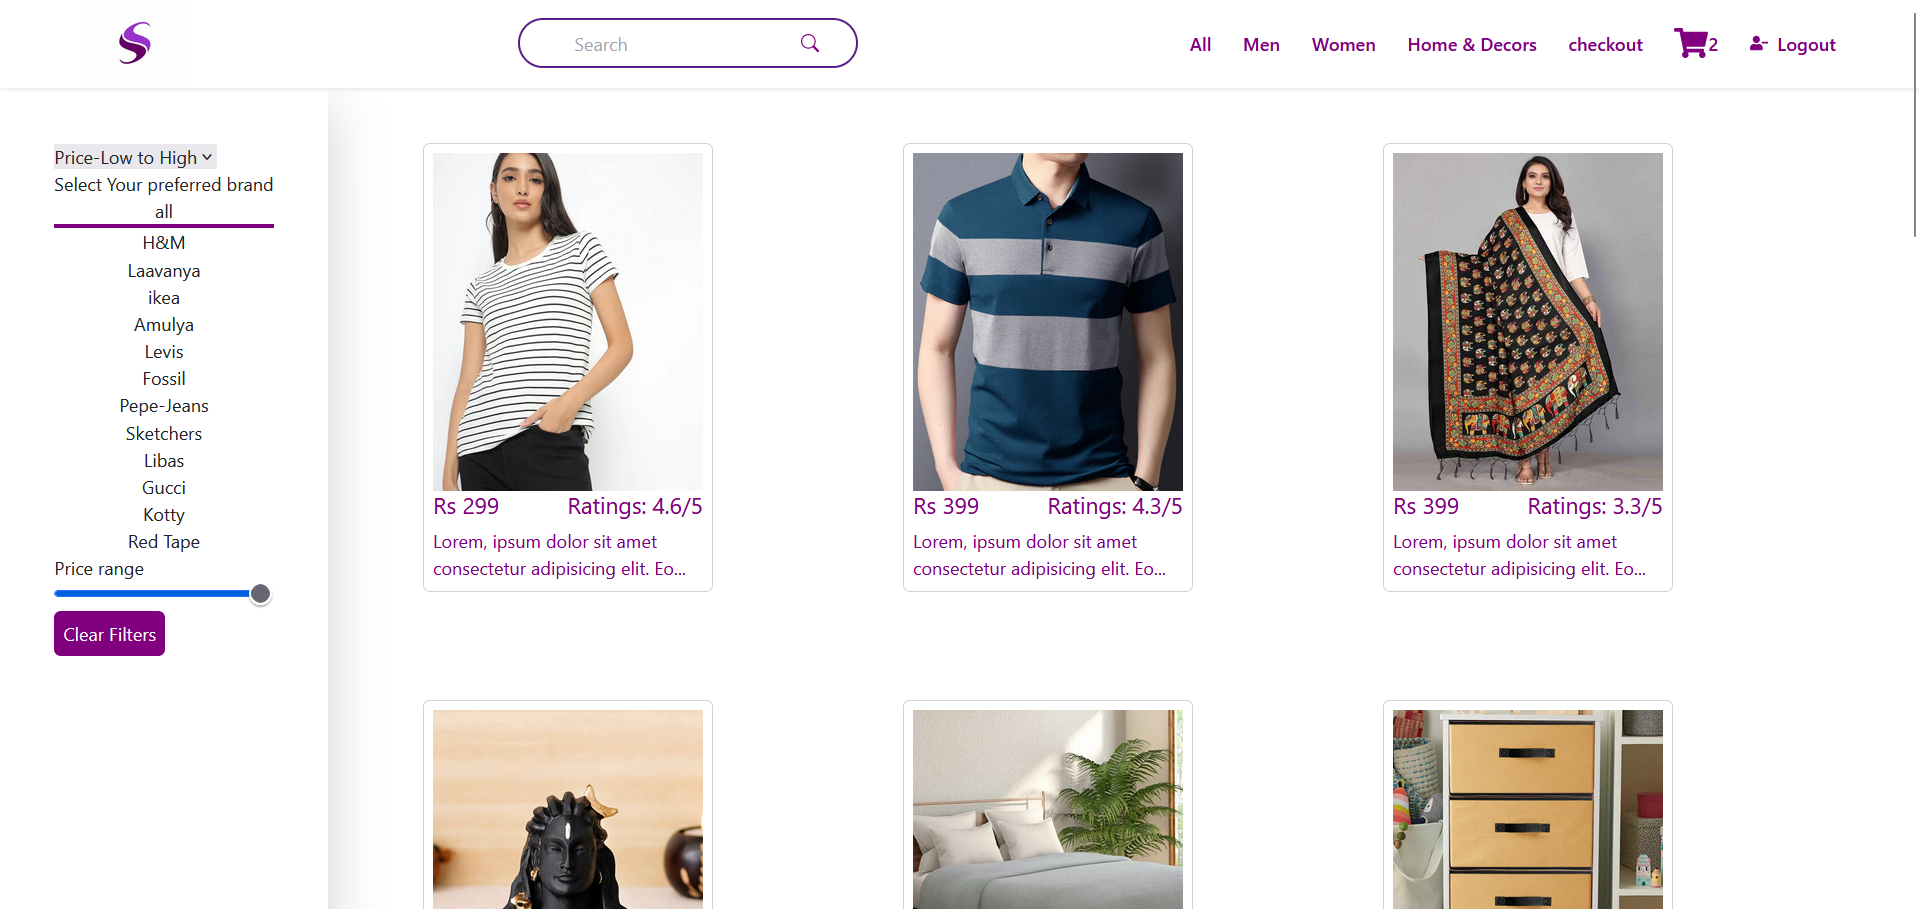 Search
All Men Women Home & Decors checkout 2 Logout
Price-Low to High
Select Your preferred brand
all
H&M
Laavanya
ikea
Amulya
Levis
Fossil
Pepe-Jeans
Sketchers
Libas
Gucci
Kotty
Red Tape
Price range
Clear Filters
Rs 299 Ratings: 4.6/5
Lorem, ipsum dolor sit amet
consectetur adipisicing elit. Eo...
Rs 399 Ratings: 4.3/5
Lorem, ipsum dolor sit amet
consectetur adipisicing elit. Eo...
Rs 399 Ratings: 3.3/5
Lorem, ipsum dolor sit amet
consectetur adipisicing elit. Eo...